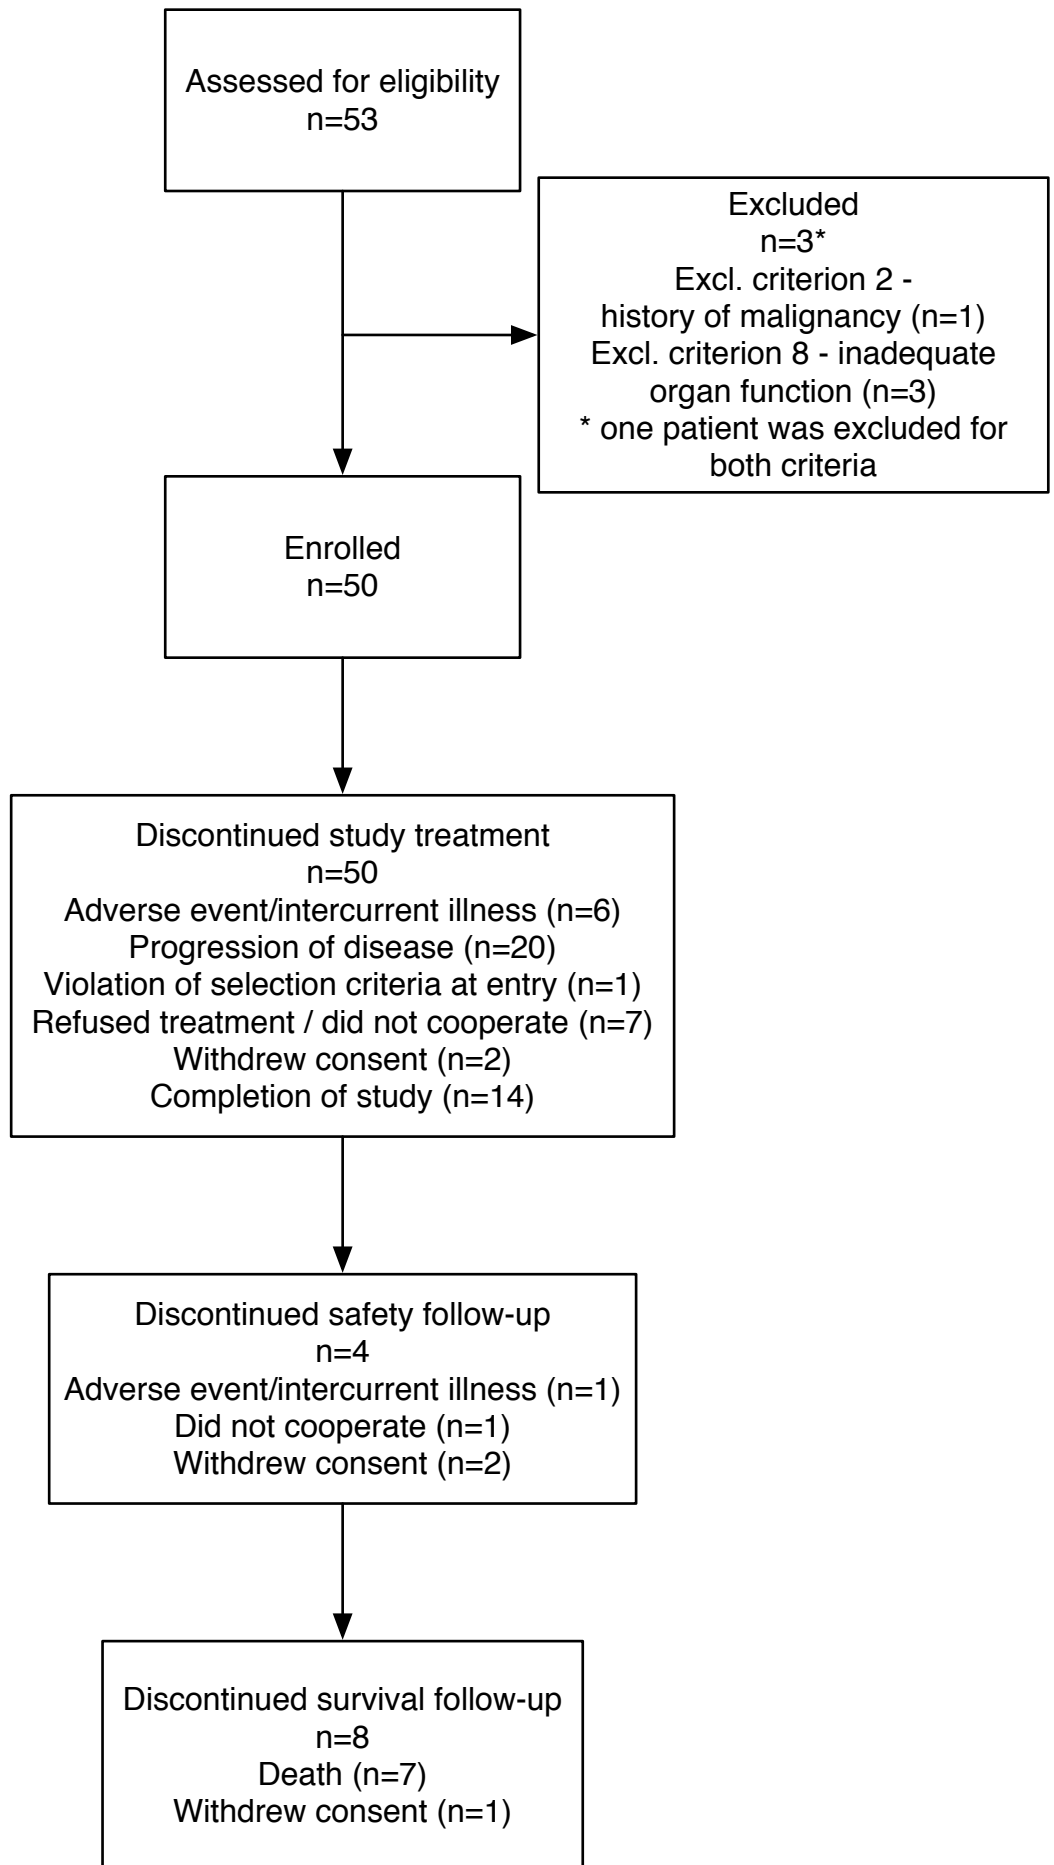 Assessed for eligibility
n=53
Excluded
n=3*
Excl. criterion 2 -
history of malignancy (n=1)
Excl. criterion 8 - inadequate
organ function (n=3)
* one patient was excluded for
both criteria
Enrolled
n=50
Discontinued study treatment
n=50
Adverse event/intercurrent illness (n=6)
Progression of disease (n=20)
Violation of selection criteria at entry (n=1)
Refused treatment / did not cooperate (n=7)
Withdrew consent (n=2)
Completion of study (n=14)
Discontinued safety follow-up
n=4
Adverse event/intercurrent illness (n=1)
Did not cooperate (n=1)
Withdrew consent (n=2)
Discontinued survival follow-up
n=8
Death (n=7)
Withdrew consent (n=1)